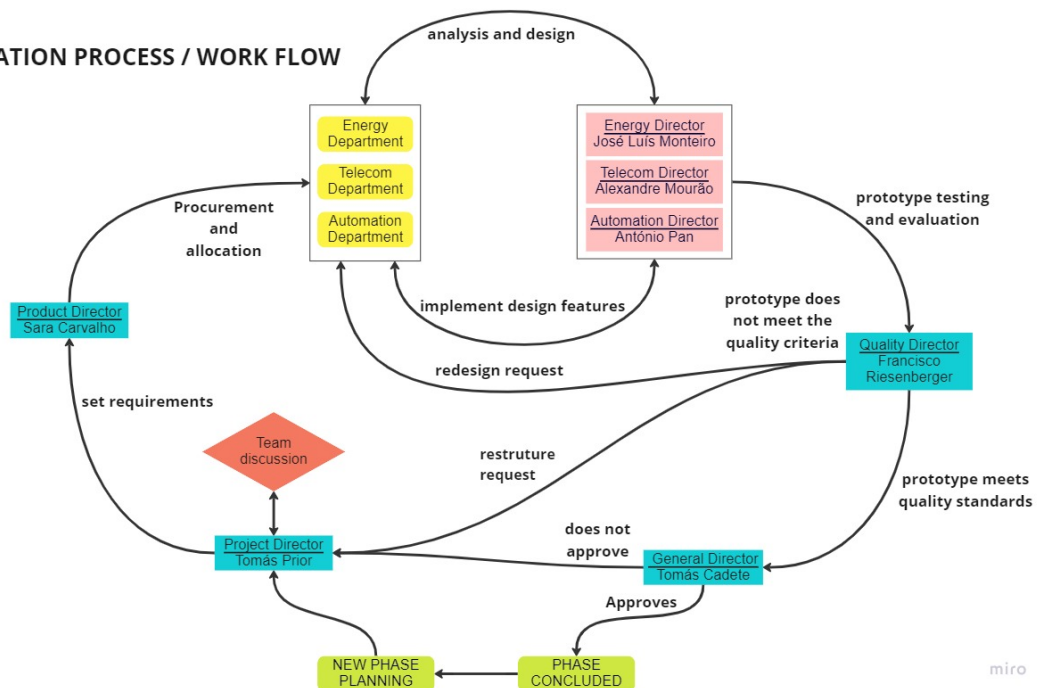 ATION PROCESS / WORK FLOW
analysis and design
Energy
Department
Telecom
Department
Automation
Department
Energy Director
José Luís Monteiro
Telecom Director
Alexandre Mourão
Automation Director
António Pan
Procurement
and
allocation
prototype testing
and evaluation
implement design features
prototype does
not meet the
quality criteria
Product Director
Sara Carvalho
Quality Director
Francisco
Riesenberger
redesign request
set requirements
Team
discussion
restruture
request
prototype meets
quality standards
does not
approve
Project Director
Tomás Prior
General Director
Tomás Cadete
Approves
NEW PHASE
PLANNING
PHASE
CONCLUDED
miro